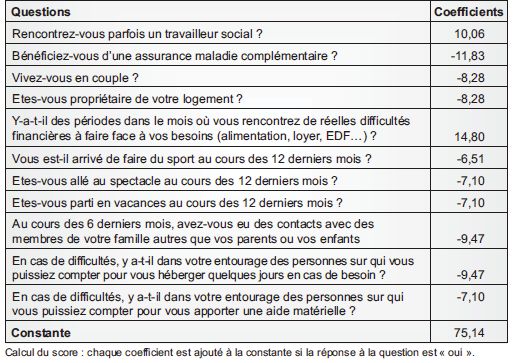 Questions Coefficients
Rencontrez-vous parfois un travailleur social ? 10,06
Bénéficiez-vous d'une assurance maladie complémentaire ? -11,83
Vivez-vous en couple ? -8,28
Etes-vous propriétaire de votre logement ? -8,28
Y-a-t-il des périodes dans le mois où vous rencontrez de réelles difficultés
financières à faire face à vos besoins (alimentation, loyer, EDF…) ? 14,80
Vous est-il arrivé de faire du sport au cours des 12 derniers mois ? -6,51
Etes-vous allé au spectacle au cours des 12 derniers mois ? -7,10
Etes-vous parti en vacances au cours des 12 derniers mois ? -7,10
Au cours des 6 derniers mois, avez-vous eu des contacts avec des
membres de votre famille autres que vos parents ou vos enfants -9,47
En cas de difficultés, y a-t-il dans votre entourage des personnes sur qui vous
puissiez compter pour vous héberger quelques jours en cas de besoin ? -9,47
En cas de difficultés, y a-t-il dans votre entourage des personnes sur qui
vous puissiez compter pour vous apporter une aide matérielle ? -7,10
Constante 75,14
Calcul du score : chaque coefficient est ajouté à la constante si la réponse à la question est « oui ».